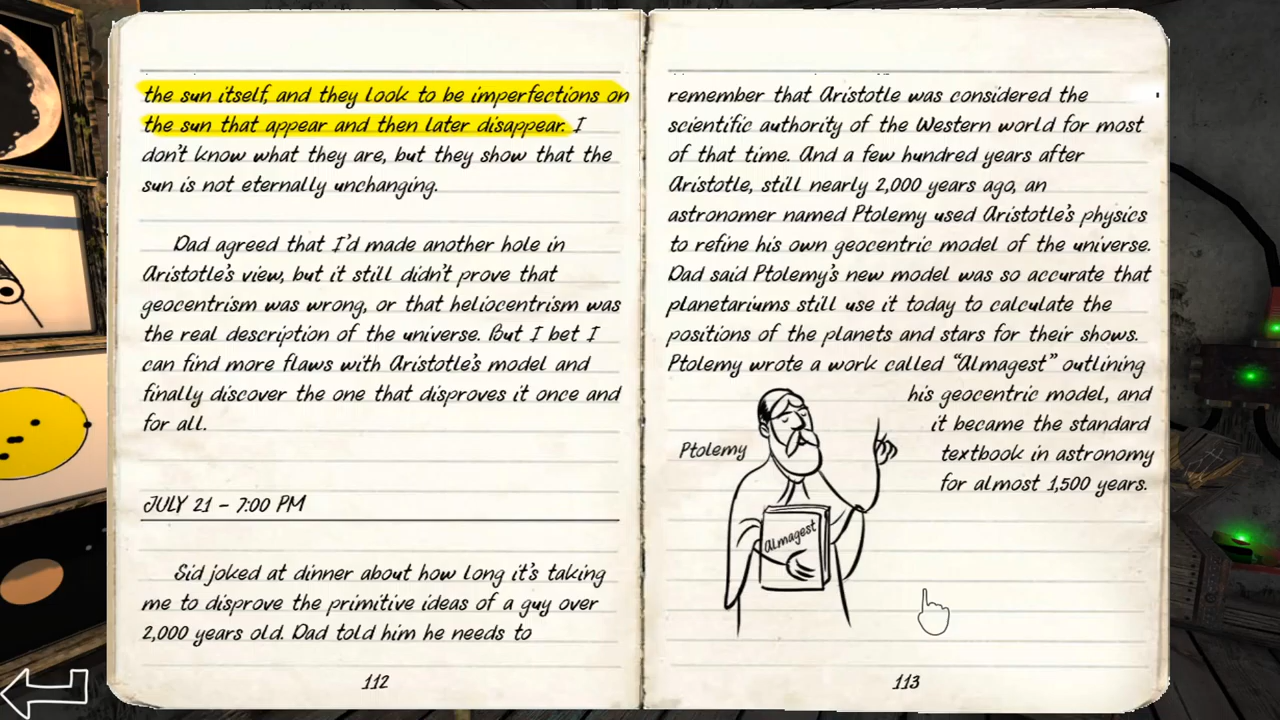 the sun itself, and they look to be imperfections on
the sun that appear and then later disappear. I
don't know what they are, but they show that the
sun is not eternally unchanging.
Dad agreed that I'd made another hole in
Aristotle's view, but it still didn't prove that
geocentrism was wrong, or that heliocentrism was
the real description of the universe. But I bet I
can find more flaws with Aristotle's model and
finally discover the one that disproves it once and
for all.
JULY 21 – 7:00 PM
Sid joked at dinner about how long it's taking
me to disprove the primitive ideas of a guy over
2,000 years old. Dad told him he needs to
112
remember that Aristotle was considered the
scientific authority of the Western world for most
of that time. And a few hundred years after
Aristotle, still nearly 2,000 years ago, an
astronomer named Ptolemy used Aristotle's physics
to refine his own geocentric model of the universe.
Dad said Ptolemy's new model was so accurate that
planetariums still use it today to calculate the
positions of the planets and stars for their shows.
Ptolemy wrote a work called "Almagest" outlining
his geocentric model, and
it became the standard
textbook in astronomy
for almost 1,500 years.
Ptolemy
Almagest
113